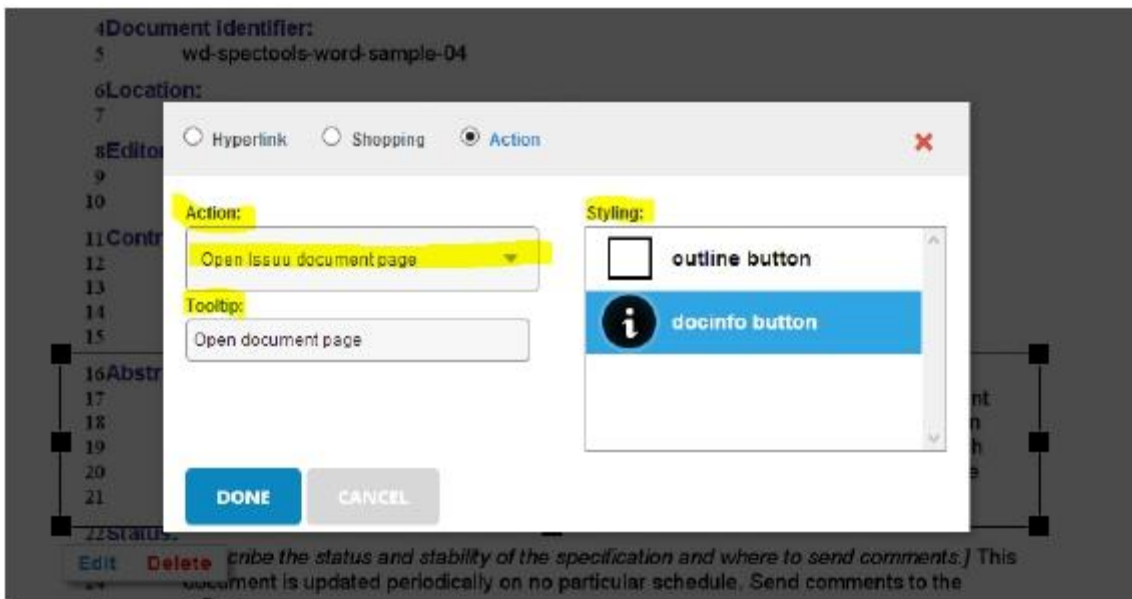 4Document identifier:
5 wd-spectools-word-sample-04
6Location:
7
Hyperlink Shopping Action
8Editor
9
10
Action: Styling:
11Contr
Open Issuu document page outline button
12
13
Tooltip:
14
docinfo button
15
Open document page
16Abstr
17 nt
18 n
19 h
20 e
21
DONE CANCEL
22Status:
Edit Delete cribe the status and stability of the specification and where to send comments.] This
24 document is updated periodically on no particular schedule. Send comments to the